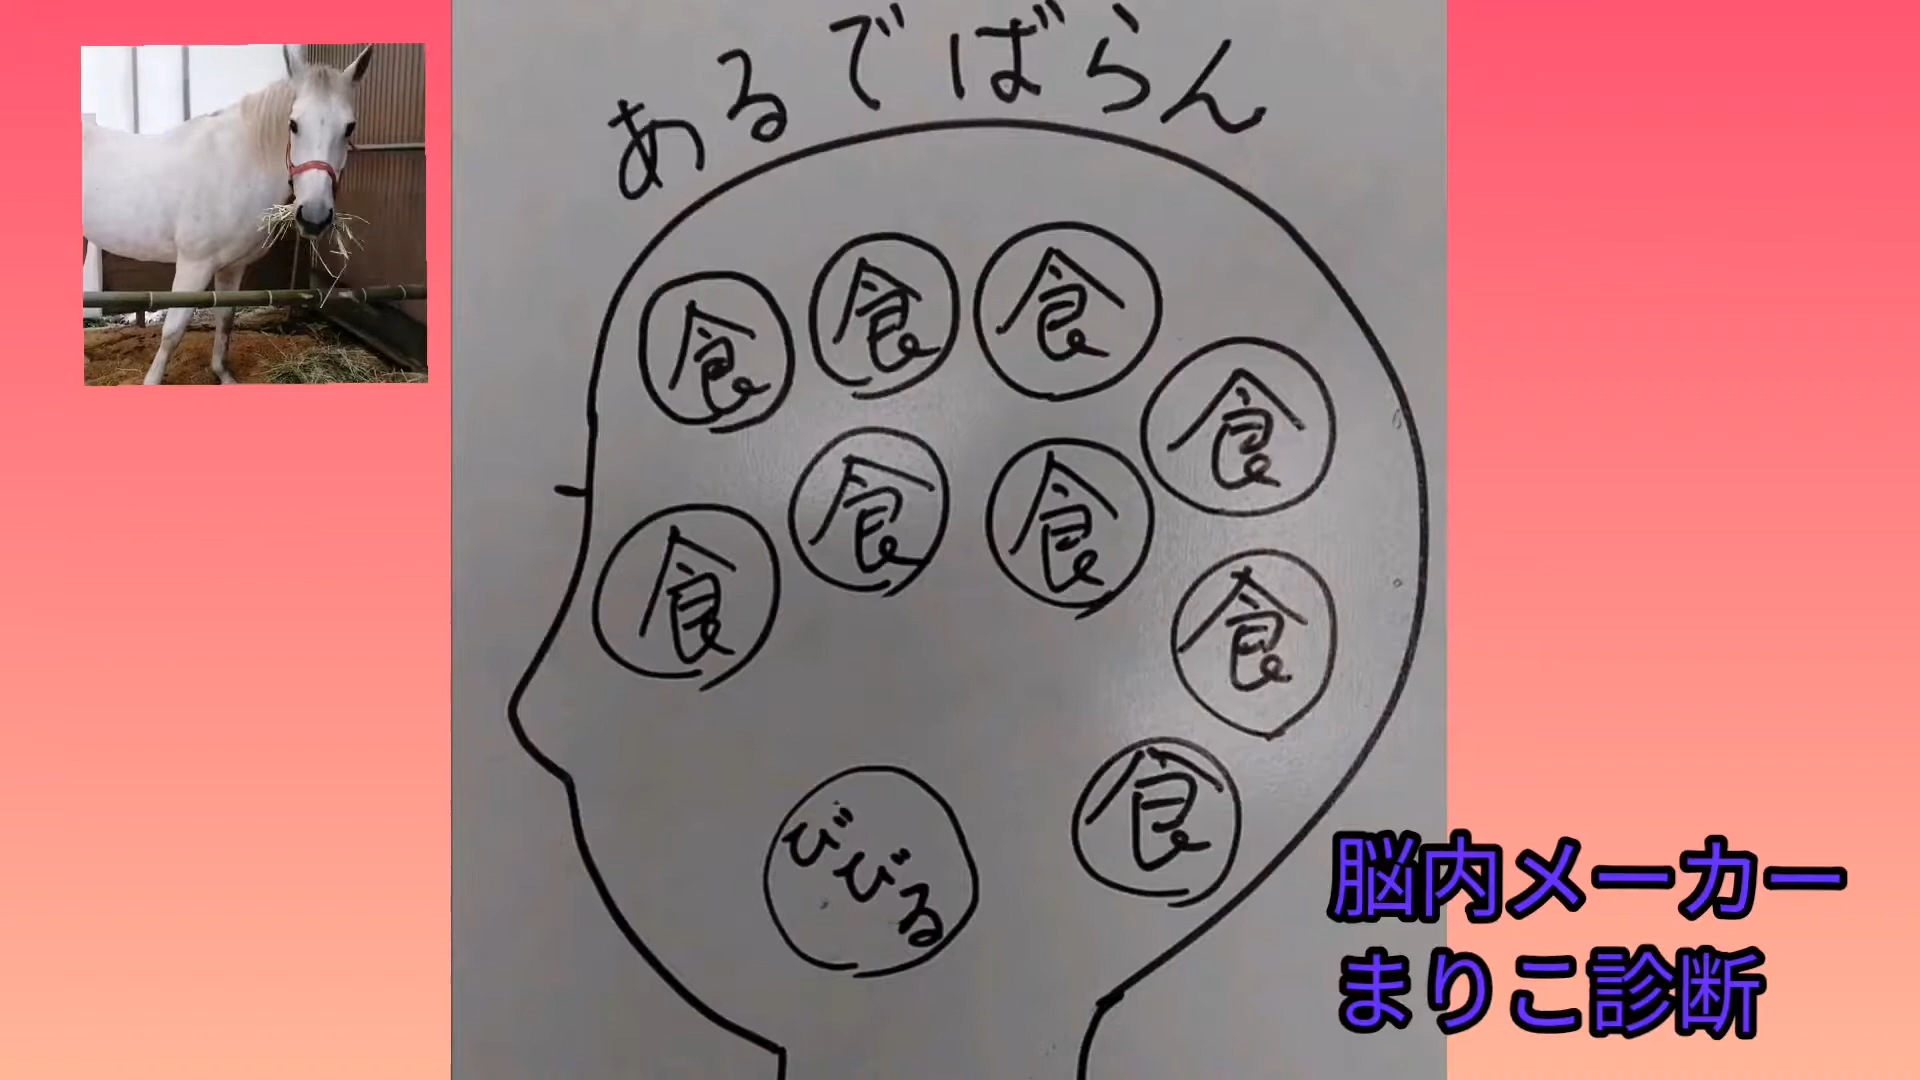 あるでばらん
食 食 食
食
食 食 食
食
食
びびる
脳内メーカー
まりこ診断